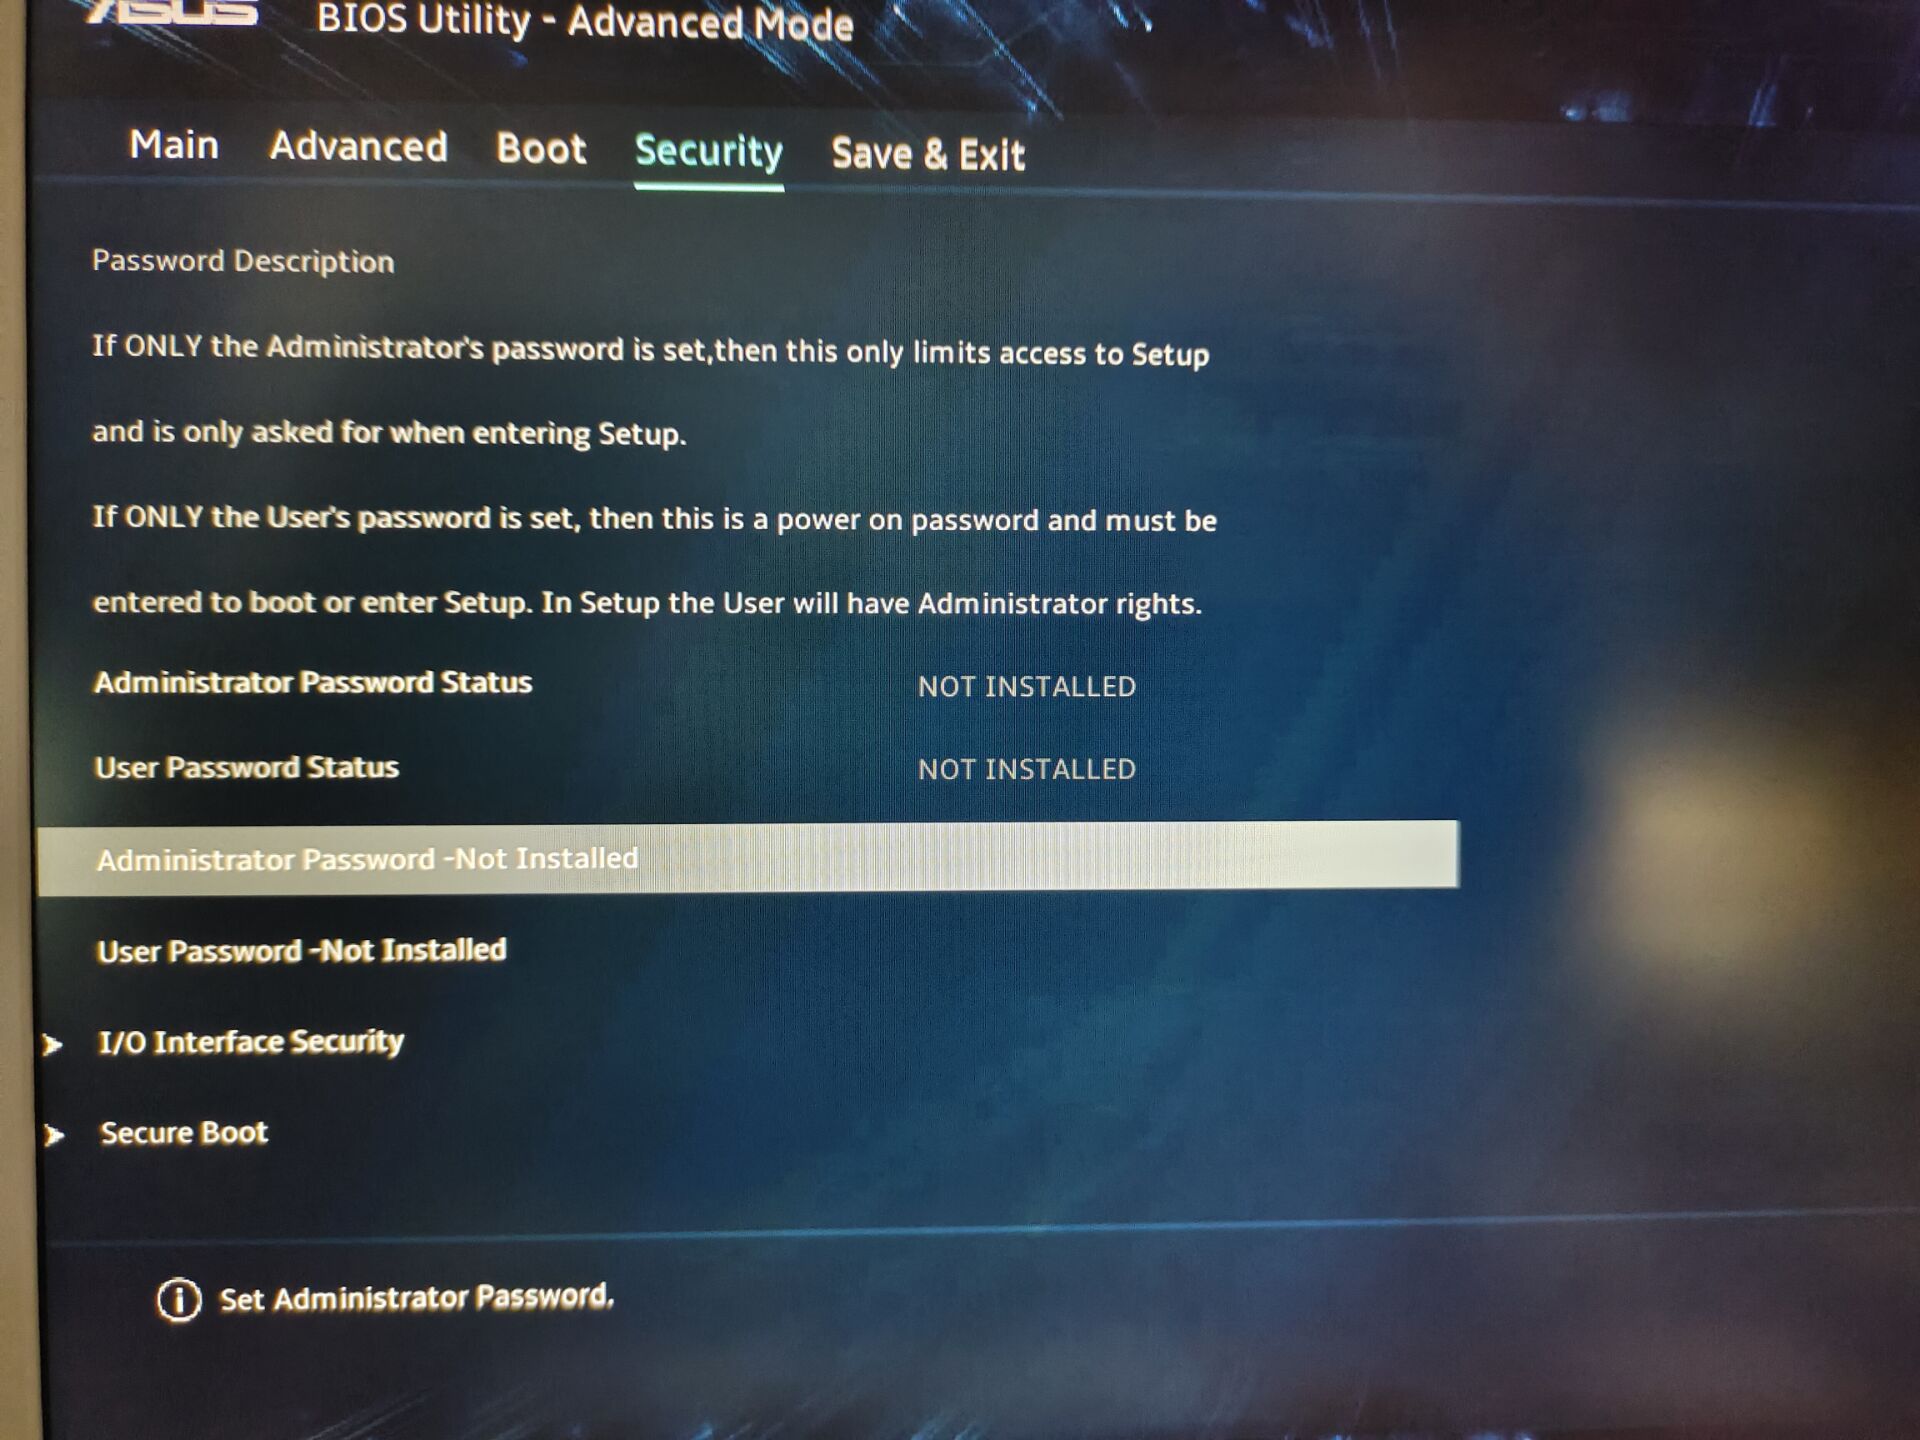 ASUS BIOS Utility - Advanced Mode
Main Advanced Boot Security Save & Exit
Password Description
If ONLY the Administrator's password is set,then this only limits access to Setup
and is only asked for when entering Setup.
If ONLY the User's password is set, then this is a power on password and must be
entered to boot or enter Setup. In Setup the User will have Administrator rights.
Administrator Password Status NOT INSTALLED
User Password Status NOT INSTALLED
Administrator Password -Not Installed
User Password -Not Installed
I/O Interface Security
Secure Boot
Set Administrator Password.